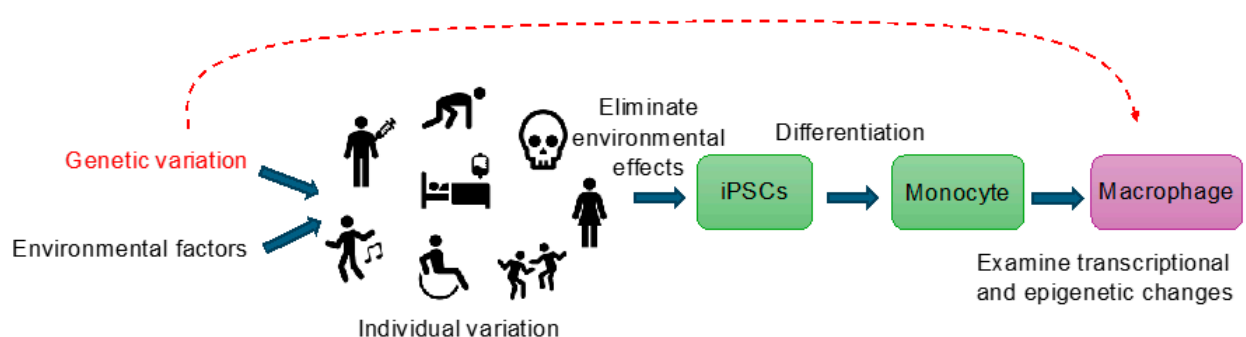 Genetic variation
Environmental factors
Individual variation
Eliminate
environmental
effects
Differentiation
iPSCs
Monocyte
Macrophage
Examine transcriptional
and epigenetic changes